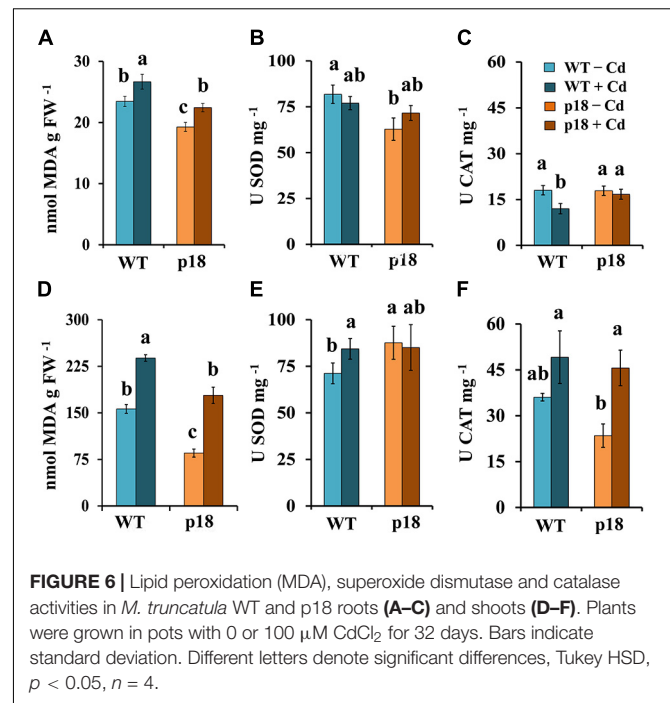 A
B
C
30
20
10
0
nmol MDA g FW -1
b
a
c
b
WT
p18
100
75
50
25
0
U SOD mg -1
a
ab
b
ab
WT
p18
60
45
30
15
0
U CAT mg -1
WT – Cd
WT + Cd
p18 – Cd
p18 + Cd
a
b
a
a
WT
p18
D
E
F
300
225
150
75
0
nmol MDA g FW -1
b
a
c
b
WT
p18
100
75
50
25
0
U SOD mg -1
b
a
a
ab
WT
p18
60
45
30
15
0
U CAT mg -1
ab
a
b
a
WT
p18
FIGURE 6 | Lipid peroxidation (MDA), superoxide dismutase and catalase
activities in M. truncatula WT and p18 roots (A–C) and shoots (D–F). Plants
were grown in pots with 0 or 100 μM CdCl2 for 32 days. Bars indicate
standard deviation. Different letters denote significant differences, Tukey HSD,
p < 0.05, n = 4.